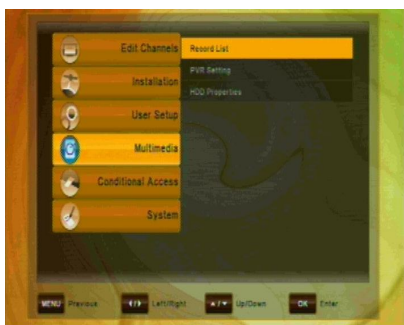 Edit Channels
Installation
User Setup
Multimedia
Conditional Access
System
Record List
PVR Setting
HDD Properties
MENU Previous ◄/► Left/Right ▲/▼ Up/Down OK Enter